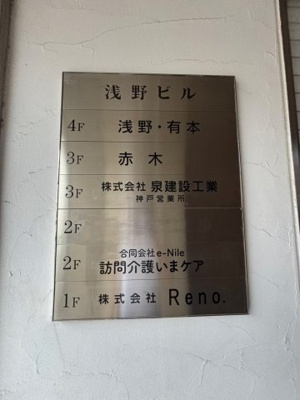 浅野ビル
4F 浅野・有本
3F 赤木
3F 株式会社 泉建設工業
神戸営業所
2F
合同会社e-Nile
2F 訪問介護いまケア
1F 株式会社 Reno.